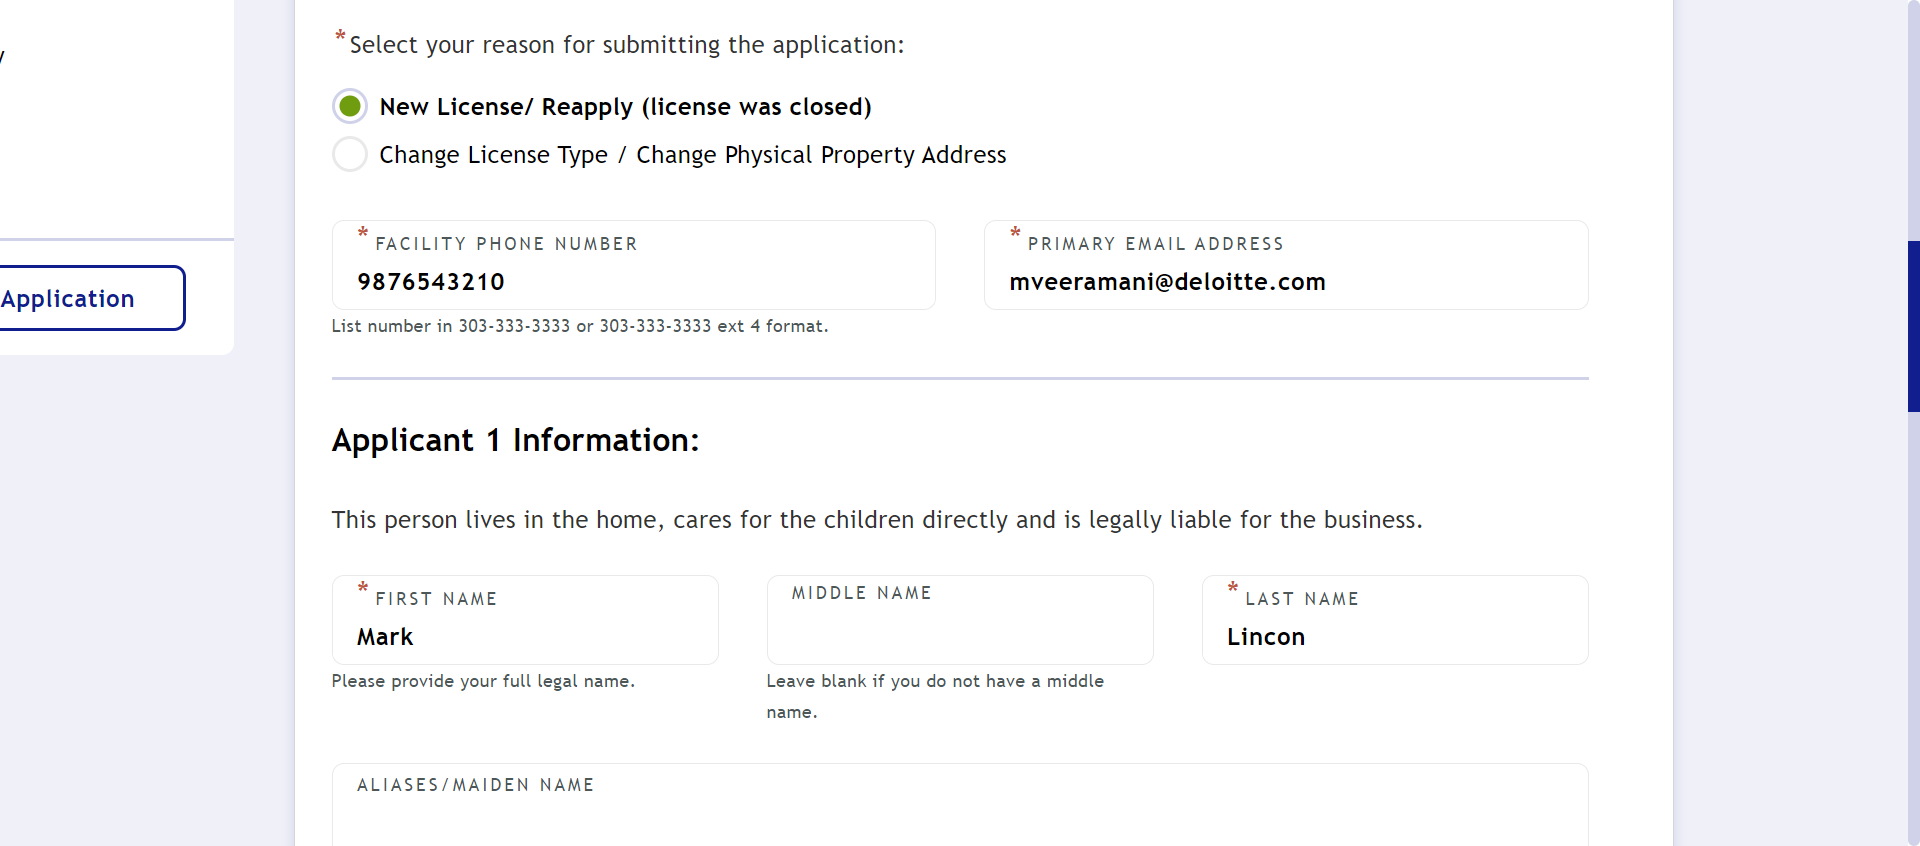 *Select your reason for submitting the application:
New License/ Reapply (license was closed)
Change License Type / Change Physical Property Address
Application
* FACILITY PHONE NUMBER
9876543210
List number in 303-333-3333 or 303-333-3333 ext 4 format.
* PRIMARY EMAIL ADDRESS
mveeramani@deloitte.com
Applicant 1 Information:
This person lives in the home, cares for the children directly and is legally liable for the business.
* FIRST NAME
Mark
Please provide your full legal name.
MIDDLE NAME
Leave blank if you do not have a middle
name.
* LAST NAME
Lincon
ALIASES/MAIDEN NAME